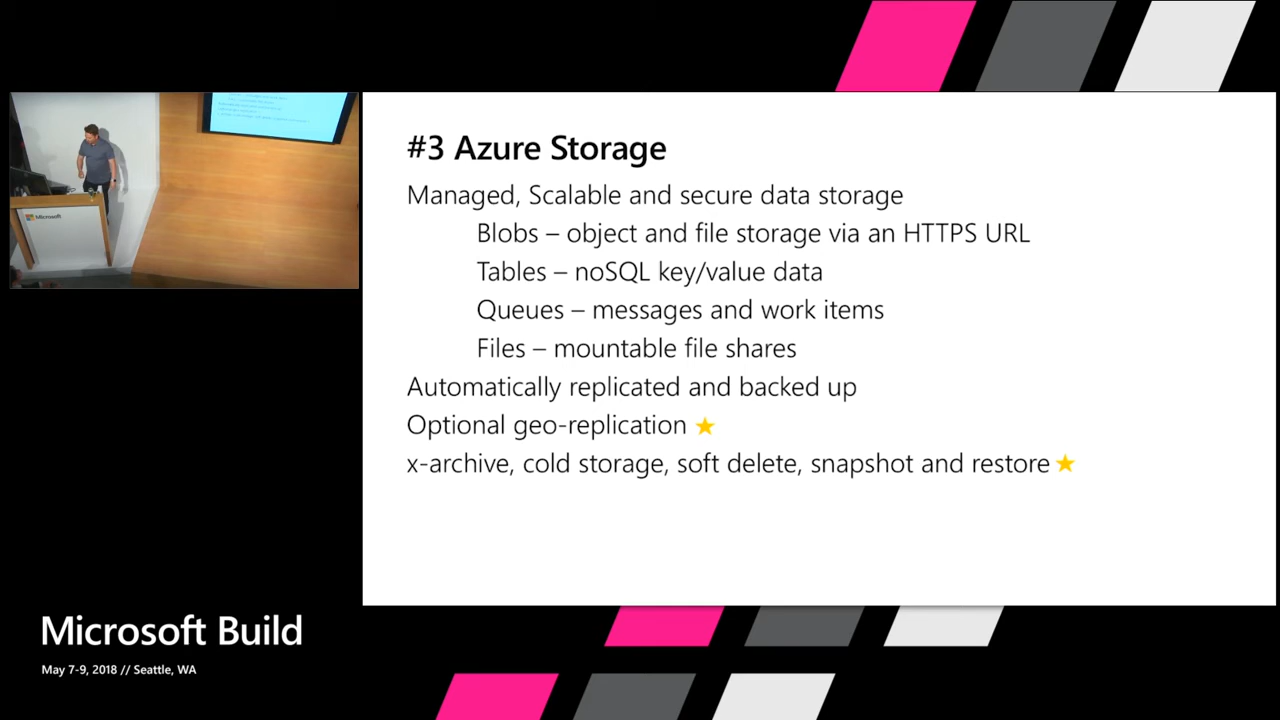 #3 Azure Storage
Managed, Scalable and secure data storage
Blobs – object and file storage via an HTTPS URL
Tables – noSQL key/value data
Queues – messages and work items
Files – mountable file shares
Automatically replicated and backed up
Optional geo-replication ★
x-archive, cold storage, soft delete, snapshot and restore ★
Microsoft
Microsoft Build
May 7-9, 2018 // Seattle, WA